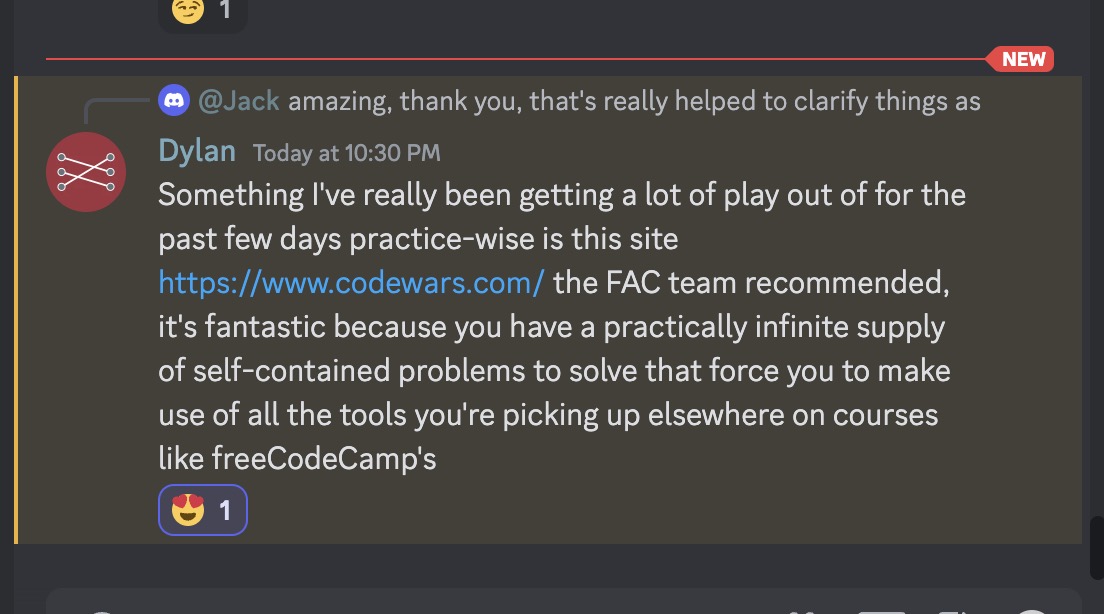 1
NEW
@Jack amazing, thank you, that's really helped to clarify things as
Dylan Today at 10:30 PM
Something I've really been getting a lot of play out of for the
past few days practice-wise is this site
https://www.codewars.com/ the FAC team recommended,
it's fantastic because you have a practically infinite supply
of self-contained problems to solve that force you to make
use of all the tools you're picking up elsewhere on courses
like freeCodeCamp's
1